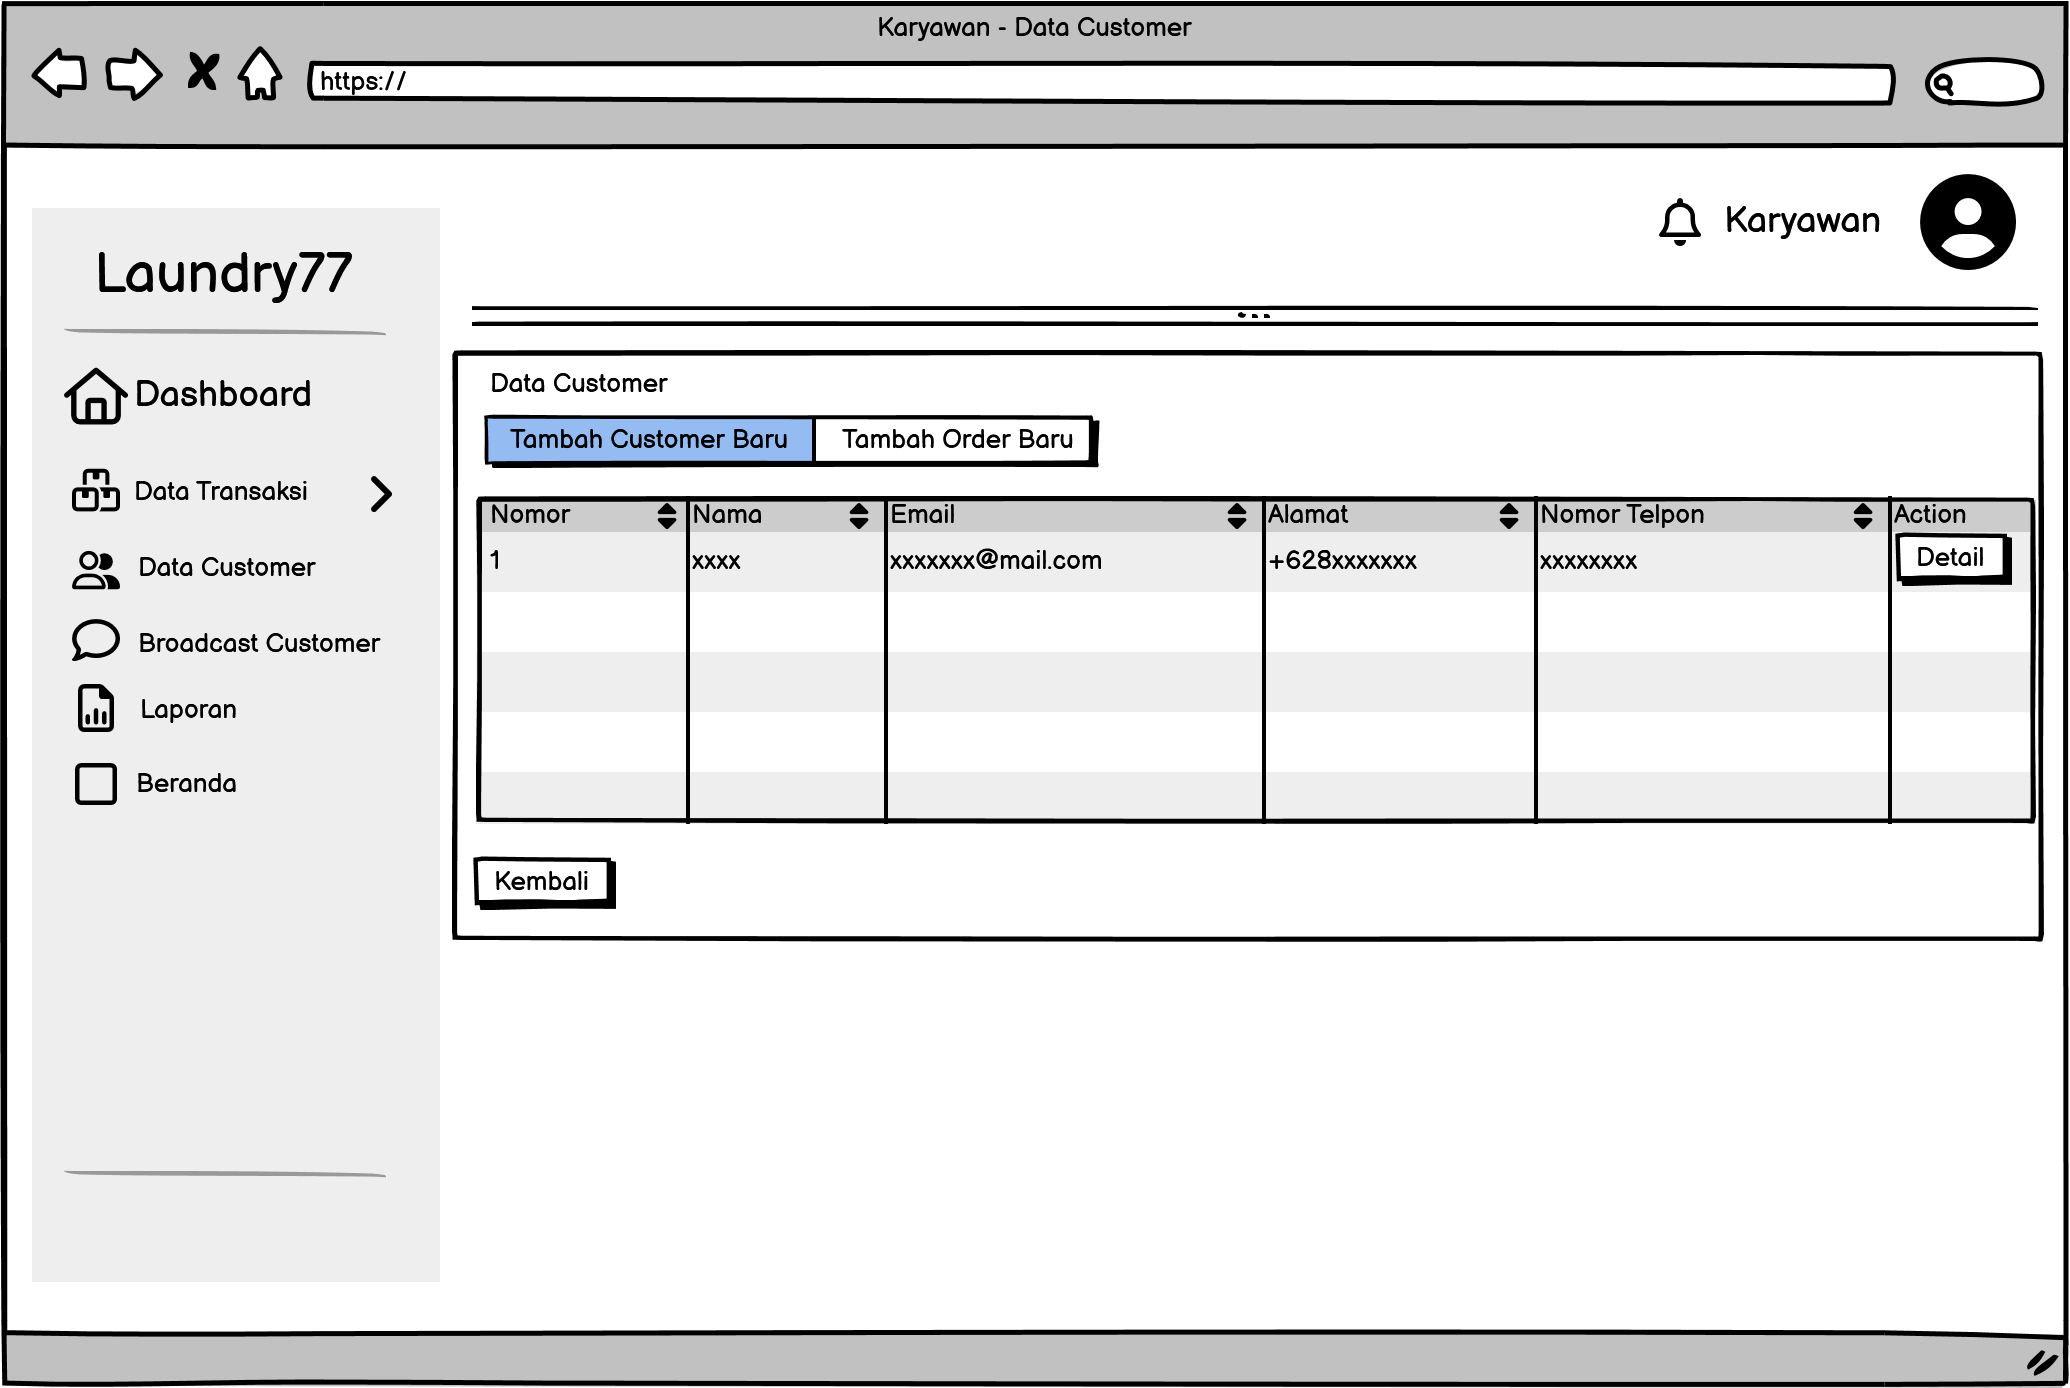 Karyawan - Data Customer
https://
Karyawan
Laundry77
Dashboard
Data Transaksi
Data Customer
Broadcast Customer
Laporan
Beranda
Data Customer
Tambah Customer Baru Tambah Order Baru
Nomor Nama Email Alamat Nomor Telpon Action
1 xxxx xxxxxxx@mail.com +628xxxxxxx xxxxxxxx Detail
Kembali